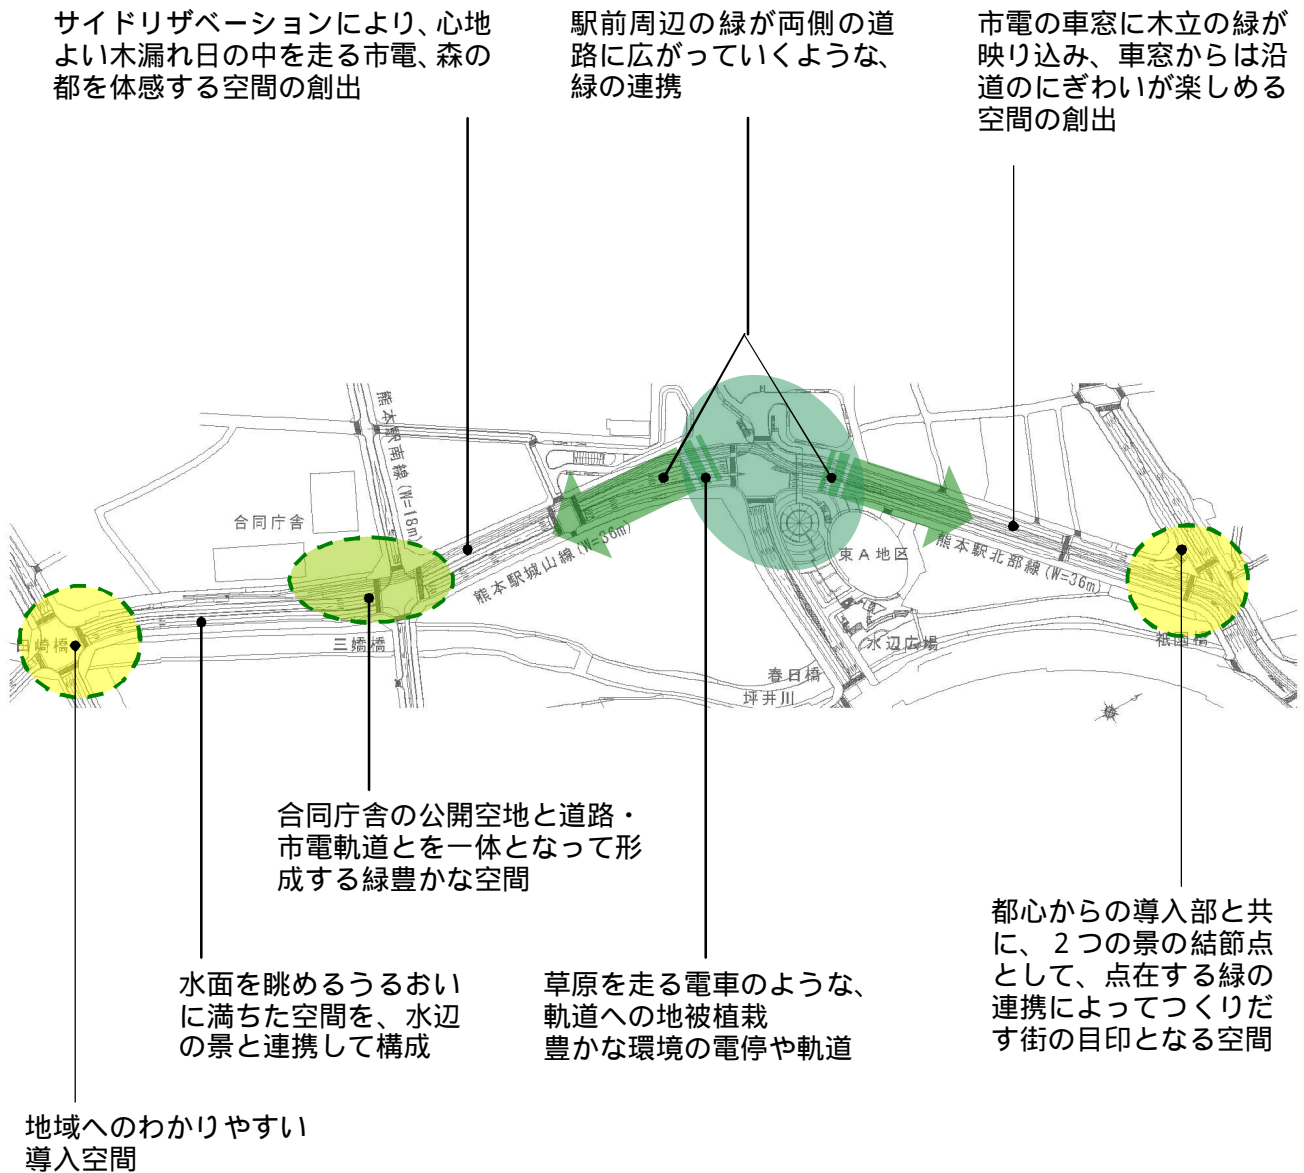 サイドリザベーションにより、心地
よい木漏れ日の中を走る市電、森の
都を体感する空間の創出
駅前周辺の緑が両側の道
路に広がっていくような、
緑の連携
市電の車窓に木立の緑が
映り込み、車窓からは沿
道のにぎわいが楽しめる
空間の創出
熊本駅南線(W=18m)
合同庁舎
熊本駅城山線(W=36m)
東A地区
熊本駅北部線(W=36m)
田崎橋
三嬌橋
水辺広場
祇園橋
春日橋
坪井川
合同庁舎の公開空地と道路・
市電軌道とを一体となって形
成する緑豊かな空間
水面を眺めるうるおい
に満ちた空間を、水辺
の景と連携して構成
草原を走る電車のような、
軌道への地被植栽
豊かな環境の電停や軌道
都心からの導入部と共
に、2つの景の結節点
として、点在する緑の
連携によってつくりだ
す街の目印となる空間
地域へのわかりやすい
導入空間